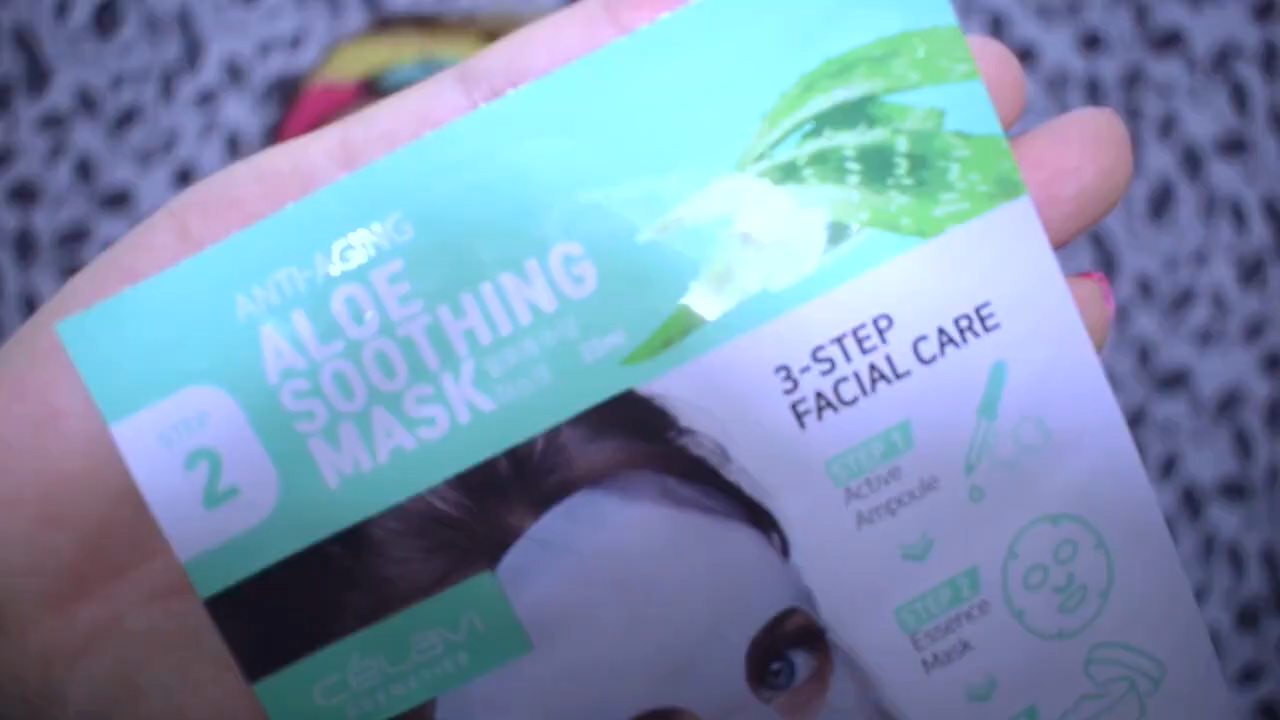 ANTI-AGING
ALOE
SOOTHING
MASK
STEP
2
3-STEP
FACIAL CARE
STEP 1
Active
Ampoule
STEP 2
Essence
Mask
CÉLAVI